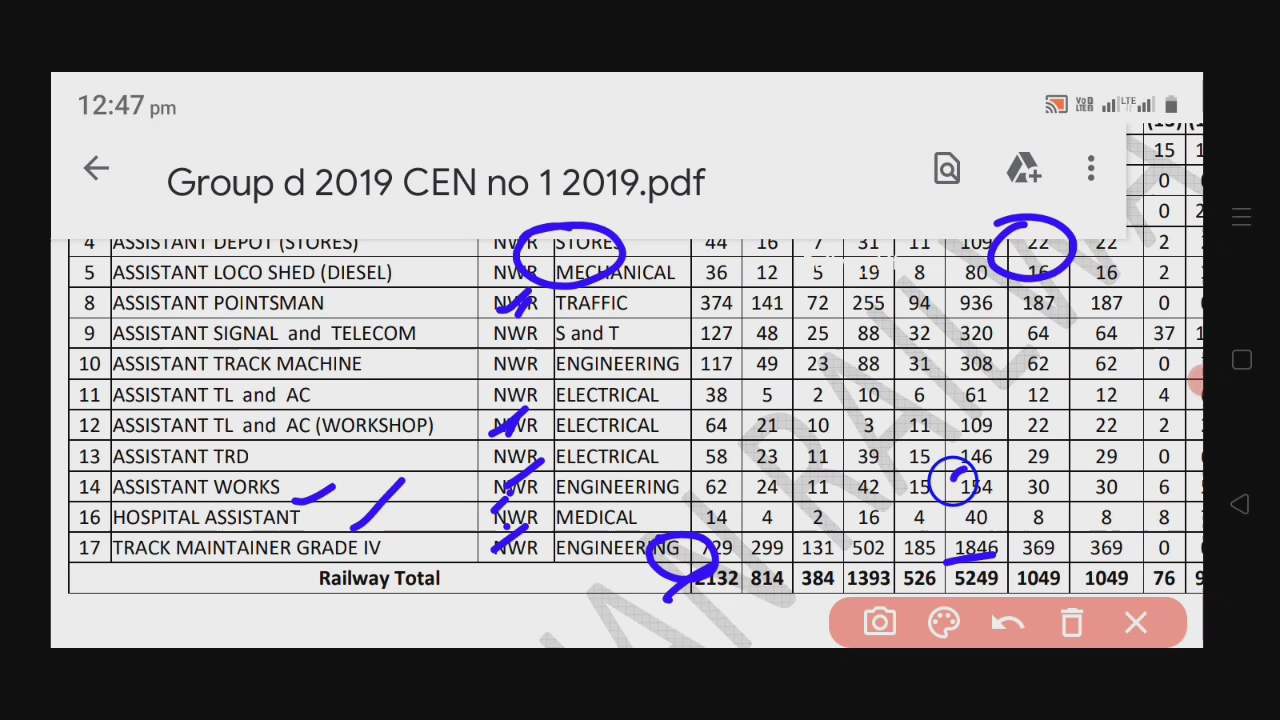 12:47 pm
VoD LTE LTE
Group d 2019 CEN no 1 2019.pdf
15
0
0
4 ASSISTANT DEPOT (STORES) NWR STORES 44 16 7 31 11 109 22 22 2
5 ASSISTANT LOCO SHED (DIESEL) NWR MECHANICAL 36 12 5 19 8 80 16 16 2
8 ASSISTANT POINTSMAN NWR TRAFFIC 374 141 72 255 94 936 187 187 0
9 ASSISTANT SIGNAL and TELECOM NWR S and T 127 48 25 88 32 320 64 64 37
10 ASSISTANT TRACK MACHINE NWR ENGINEERING 117 49 23 88 31 308 62 62 0
11 ASSISTANT TL and AC NWR ELECTRICAL 38 5 2 10 6 61 12 12 4
12 ASSISTANT TL and AC (WORKSHOP) NWR ELECTRICAL 64 21 10 3 11 109 22 22 2
13 ASSISTANT TRD NWR ELECTRICAL 58 23 11 39 15 146 29 29 0
14 ASSISTANT WORKS NWR ENGINEERING 62 24 11 42 15 154 30 30 6
16 HOSPITAL ASSISTANT NWR MEDICAL 14 4 2 16 4 40 8 8 8
17 TRACK MAINTAINER GRADE IV NWR ENGINEERING 729 299 131 502 185 1846 369 369 0
Railway Total 2132 814 384 1393 526 5249 1049 1049 76